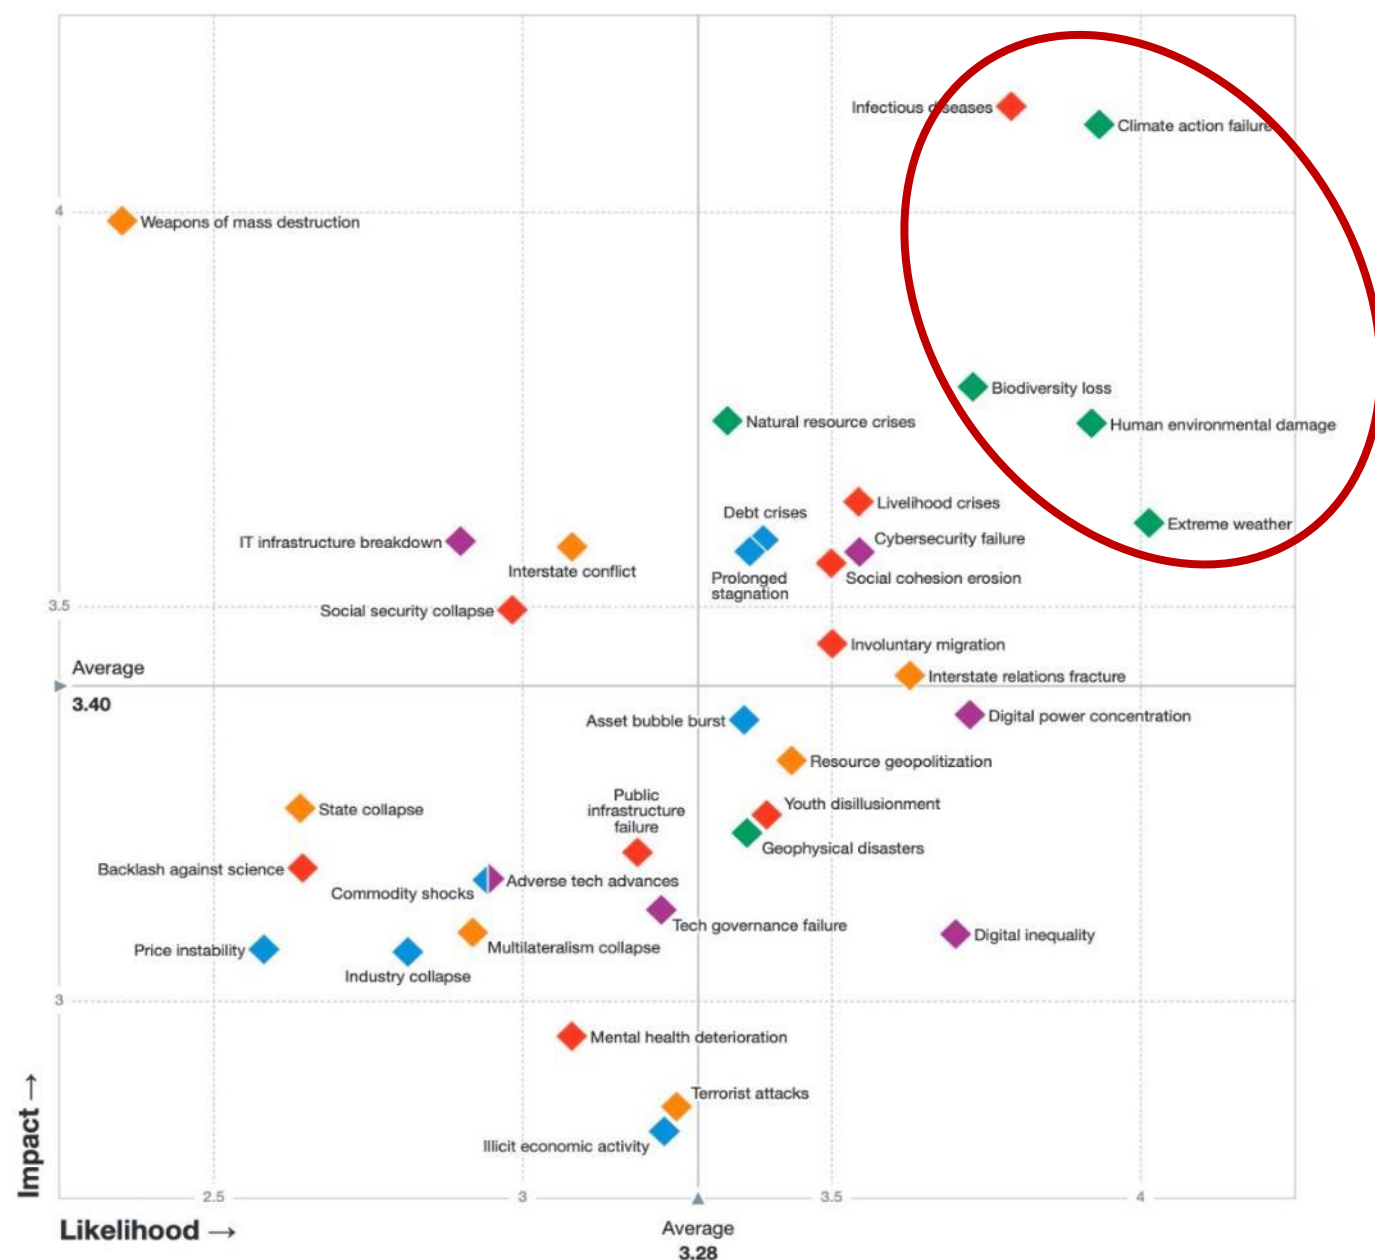 Infectious diseases
Climate action failure
4
Weapons of mass destruction
Biodiversity loss
Natural resource crises
Human environmental damage
Livelihood crises
Debt crises
Extreme weather
IT infrastructure breakdown
Cybersecurity failure
Interstate conflict
Prolonged
stagnation
Social cohesion erosion
3.5
Social security collapse
Involuntary migration
Average
3.40
Interstate relations fracture
Asset bubble burst
Digital power concentration
Resource geopolitization
Public
infrastructure
failure
State collapse
Youth disillusionment
Geophysical disasters
Backlash against science
Commodity shocks
Adverse tech advances
Tech governance failure
Digital inequality
Price instability
Multilateralism collapse
Industry collapse
3
Mental health deterioration
Terrorist attacks
Illicit economic activity
Impact →
2.5
3
3.5
4
Likelihood →
Average
3.28